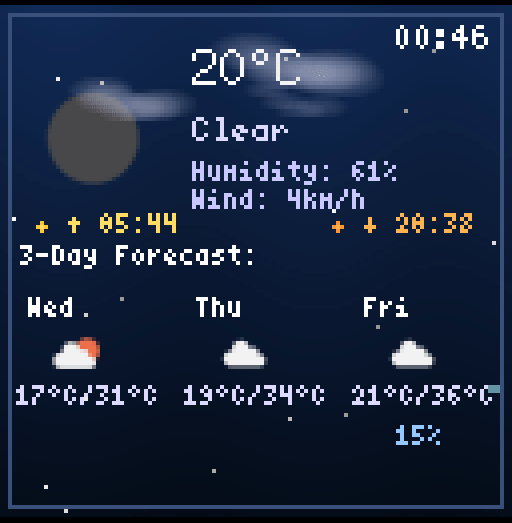 00:46
20°C
Clear
Humidity: 61%
Wind: 4km/h
↑ 05:44 ↓ 20:38
3-Day Forecast:
Wed Thu Fri
17°C/31°C 19°C/34°C 21°C/36°C
15%